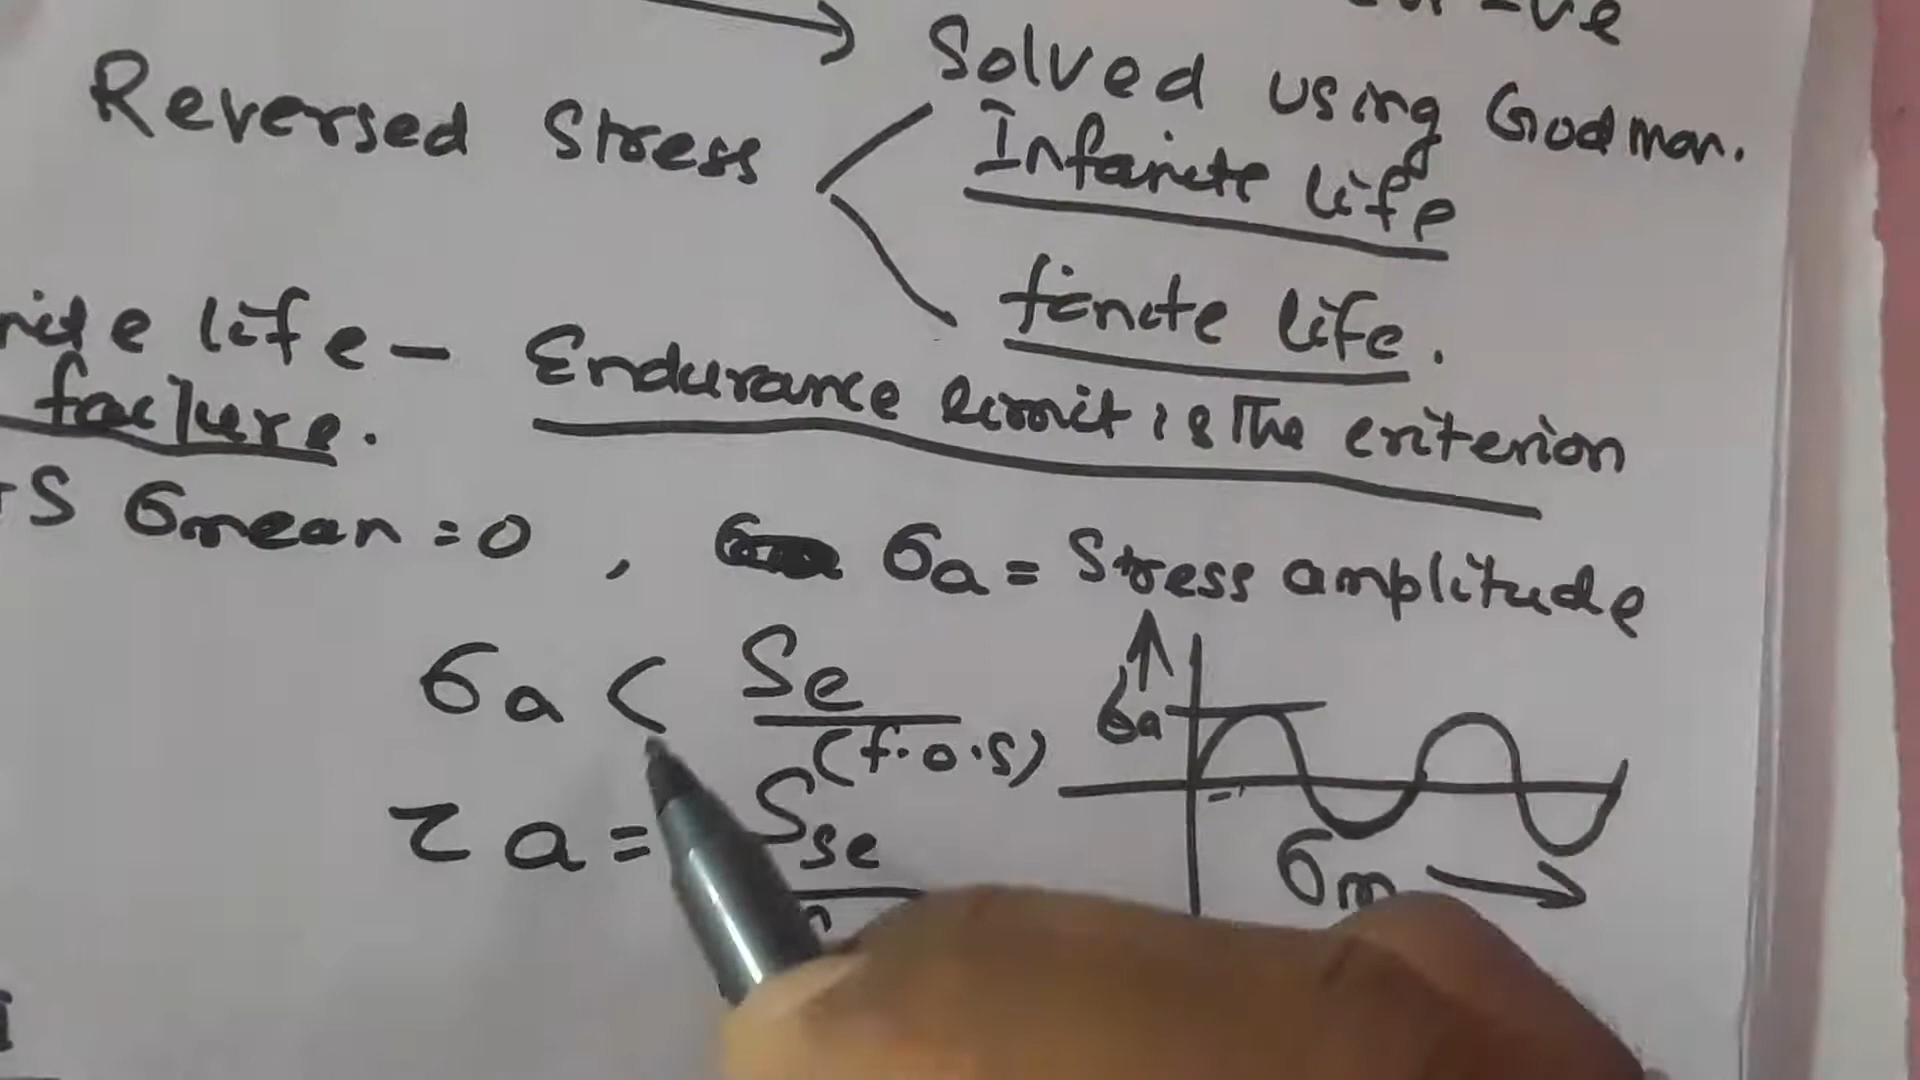 Solved using Godman.
Reversed Stress
Infinite life
finite life.
life - Endurance limit is The criterion
failure.
S σmean = 0 , σa = Stress amplitude
σa < Se
(f.o.s)
σa
τa = Sse
σm